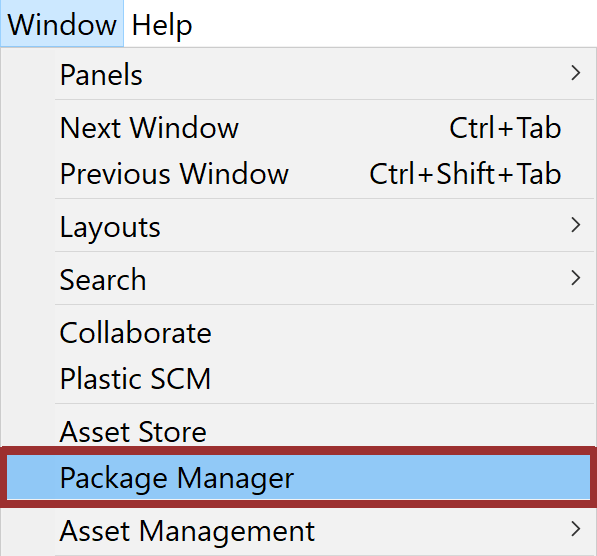 Window Help
Panels
Next Window Ctrl+Tab
Previous Window Ctrl+Shift+Tab
Layouts
Search
Collaborate
Plastic SCM
Asset Store
Package Manager
Asset Management